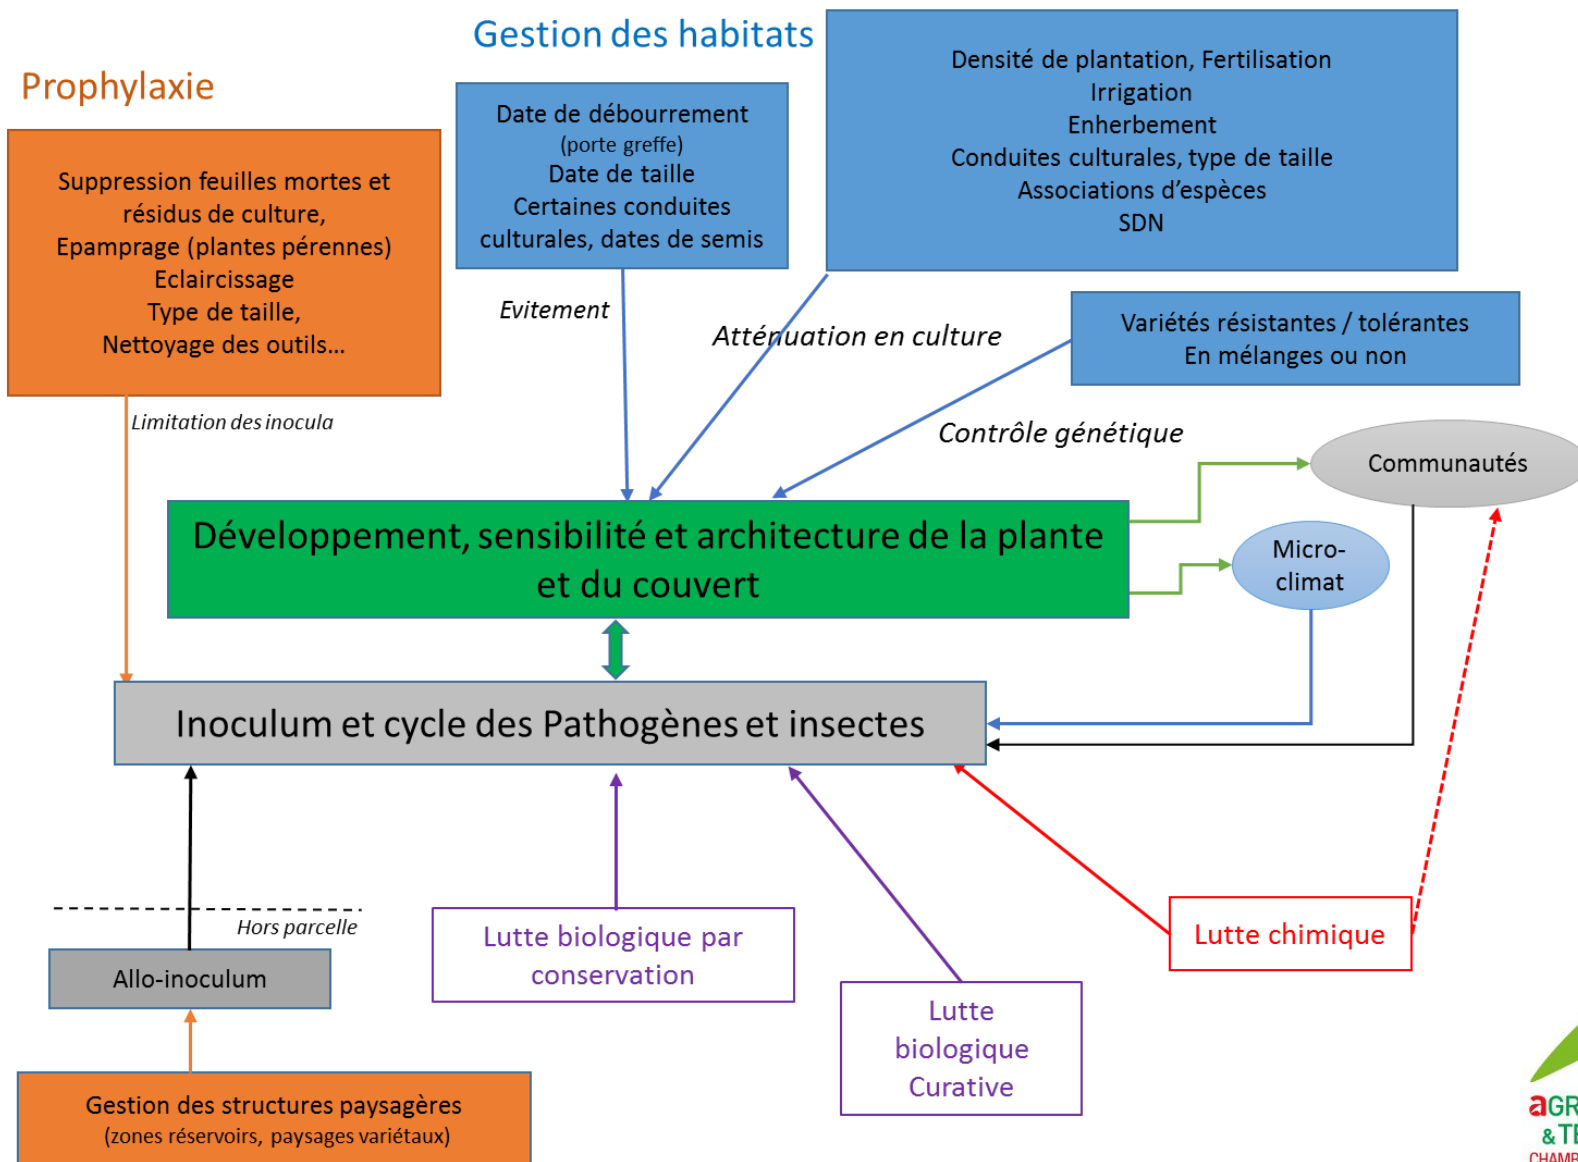 Gestion des habitats
Prophylaxie
Suppression feuilles mortes et
résidus de culture,
Epamprage (plantes pérennes)
Eclaircissage
Type de taille,
Nettoyage des outils…
Date de débourrement
(porte greffe)
Date de taille
Certaines conduites
culturales, dates de semis
Densité de plantation, Fertilisation
Irrigation
Enherbement
Conduites culturales, type de taille
Associations d’espèces
SDN
Evitement
Atténuation en culture
Variétés résistantes / tolérantes
En mélanges ou non
Limitation des inocula
Contrôle génétique
Communautés
Développement, sensibilité et architecture de la plante
et du couvert
Micro-
climat
Inoculum et cycle des Pathogènes et insectes
Hors parcelle
Allo-inoculum
Lutte biologique par
conservation
Lutte
biologique
Curative
Lutte chimique
Gestion des structures paysagères
(zones réservoirs, paysages variétaux)
aGR
& TE
CHAMB